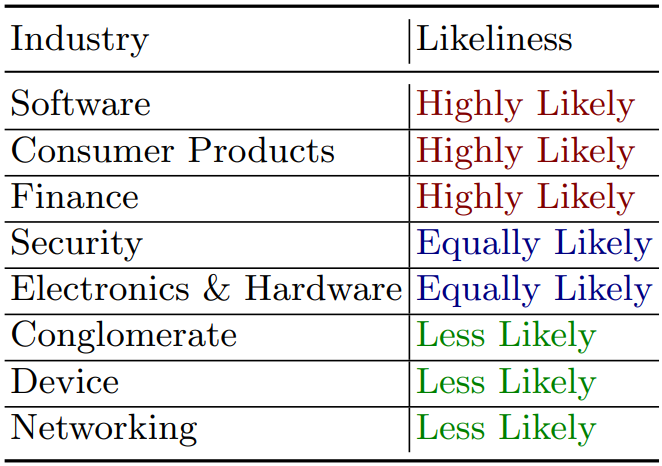 Industry Likeliness
Software Highly Likely
Consumer Products Highly Likely
Finance Highly Likely
Security Equally Likely
Electronics & Hardware Equally Likely
Conglomerate Less Likely
Device Less Likely
Networking Less Likely